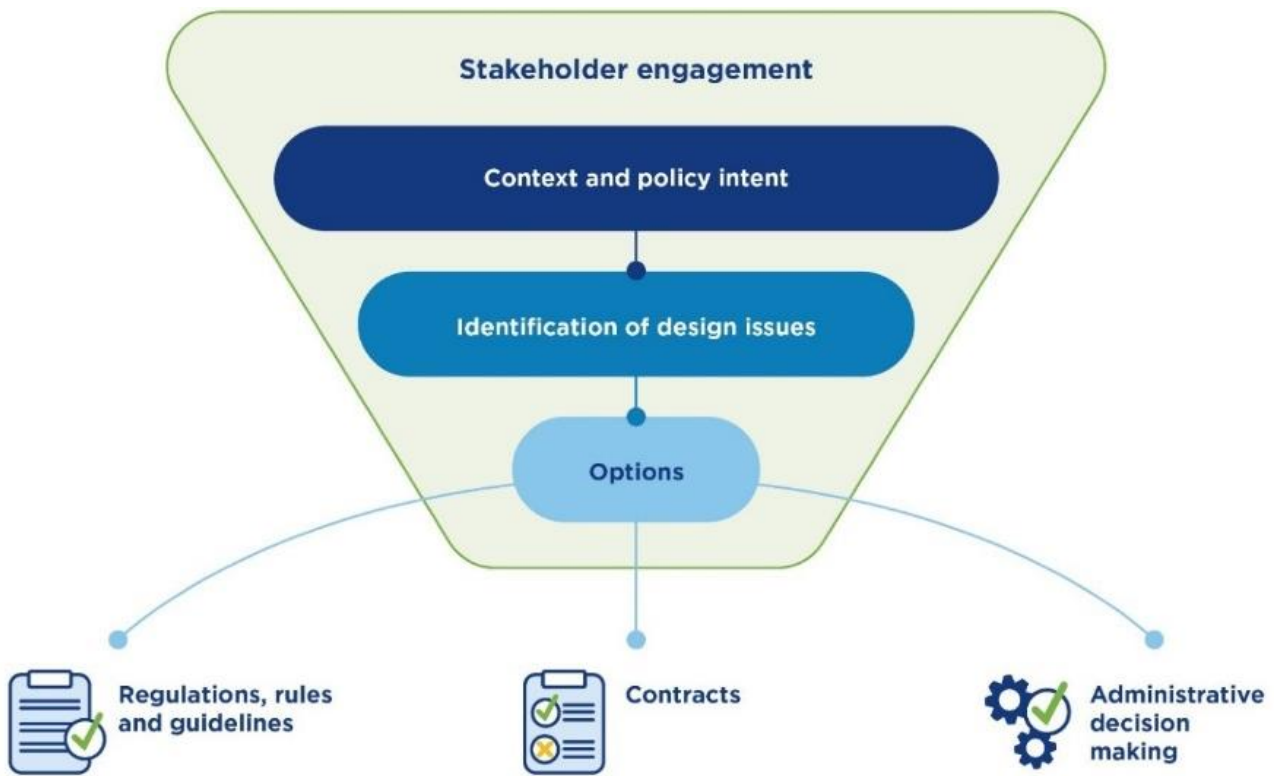 Stakeholder engagement
Context and policy intent
Identification of design issues
Options
Regulations, rules
and guidelines
Contracts
Administrative
decision
making